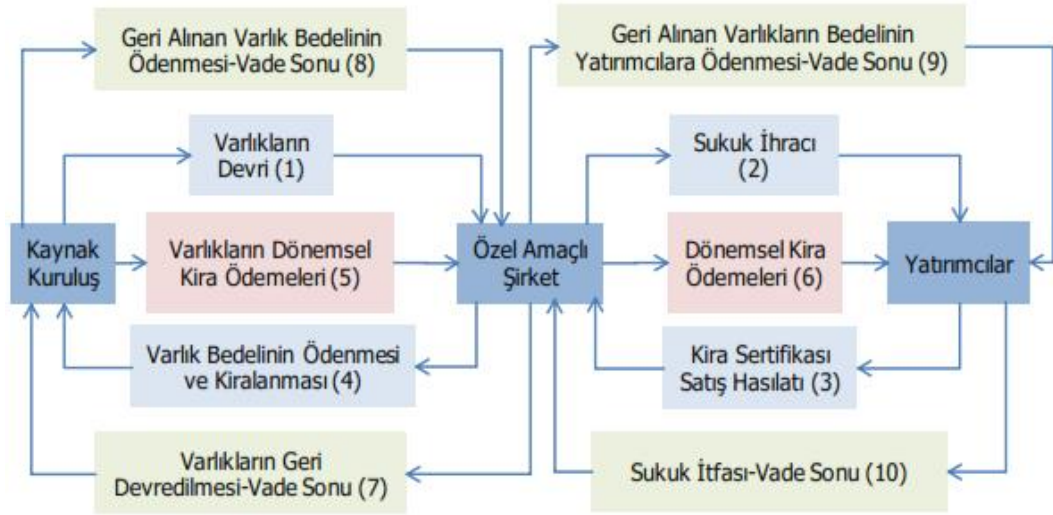 Geri Alınan Varlık Bedelinin
Ödenmesi-Vade Sonu (8)
Geri Alınan Varlıkların Bedelinin
Yatırımcılara Ödenmesi-Vade Sonu (9)
Varlıkların
Devri (1)
Sukuk İhracı
(2)
Kaynak
Kuruluş
Varlıkların Dönemsel
Kira Ödemeleri (5)
Özel Amaçlı
Şirket
Dönemsel Kira
Ödemeleri (6)
Yatırımcılar
Varlık Bedelinin Ödenmesi
ve Kiralanması (4)
Kira Sertifikası
Satış Hasılatı (3)
Varlıkların Geri
Devredilmesi-Vade Sonu (7)
Sukuk İtfası-Vade Sonu (10)